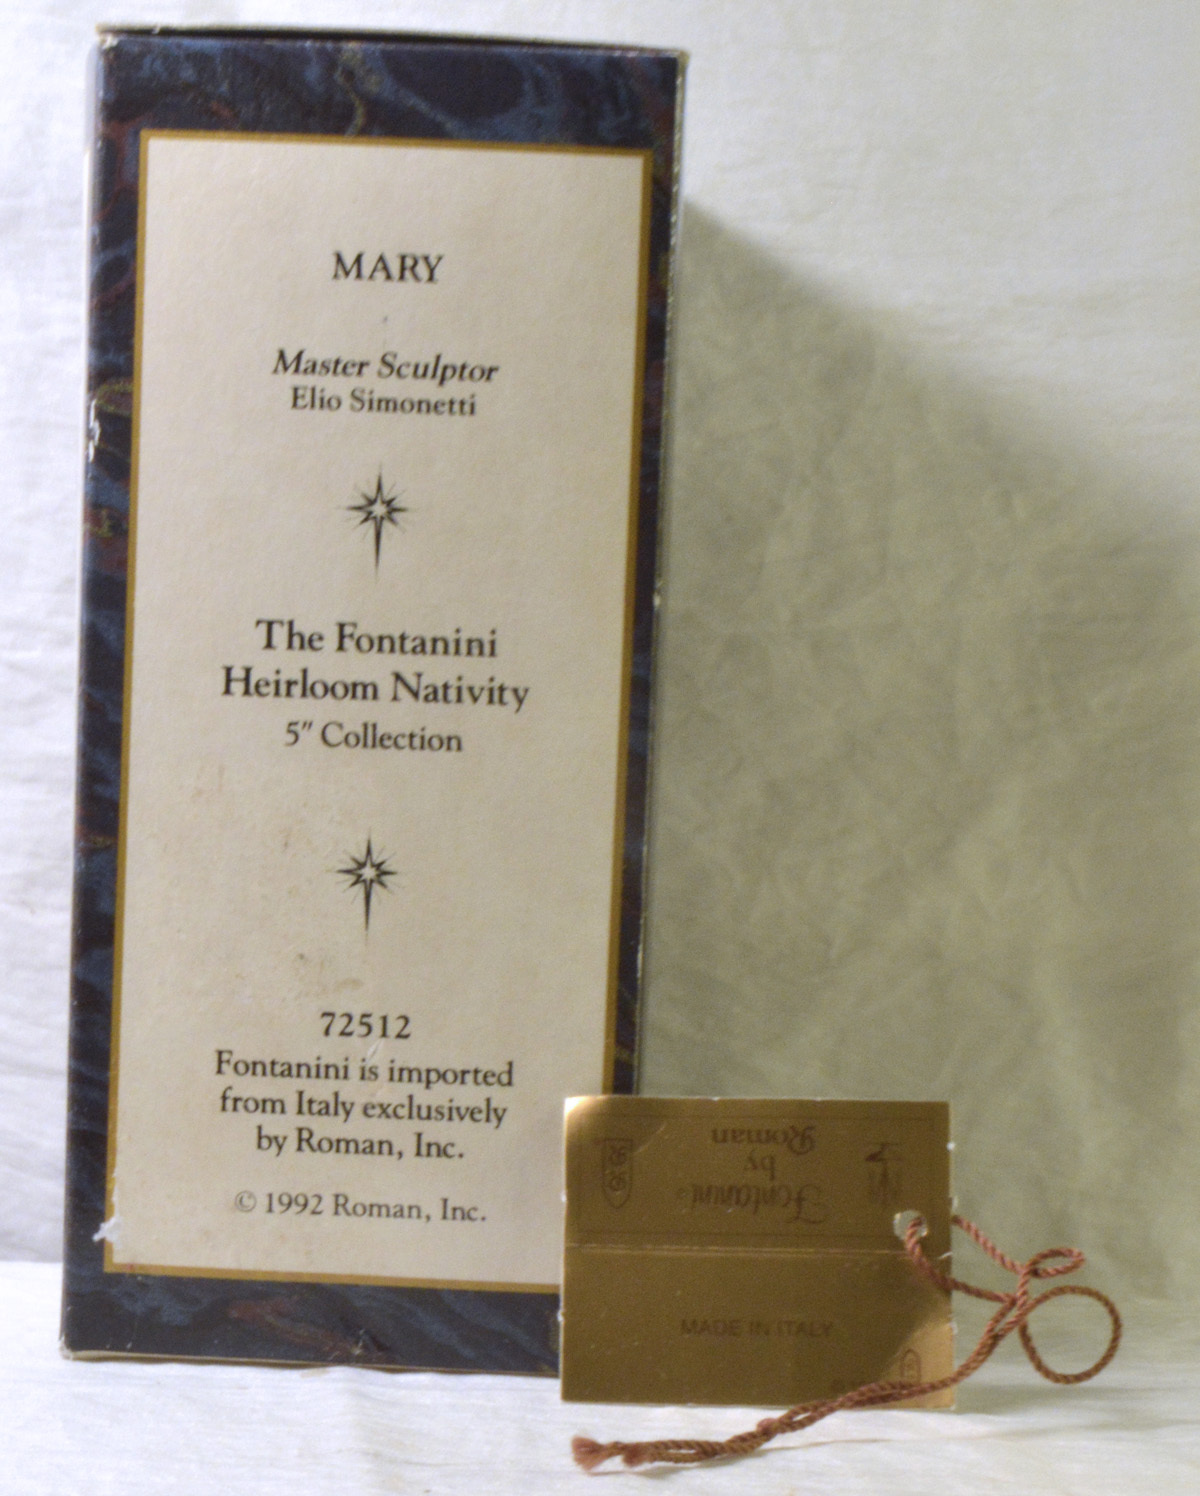 MARY
Master Sculptor
Elio Simonetti
The Fontanini
Heirloom Nativity
5" Collection
72512
Fontanini is imported
from Italy exclusively
by Roman, Inc.
© 1992 Roman, Inc.
Fontanini®
by
Roman
MADE IN ITALY